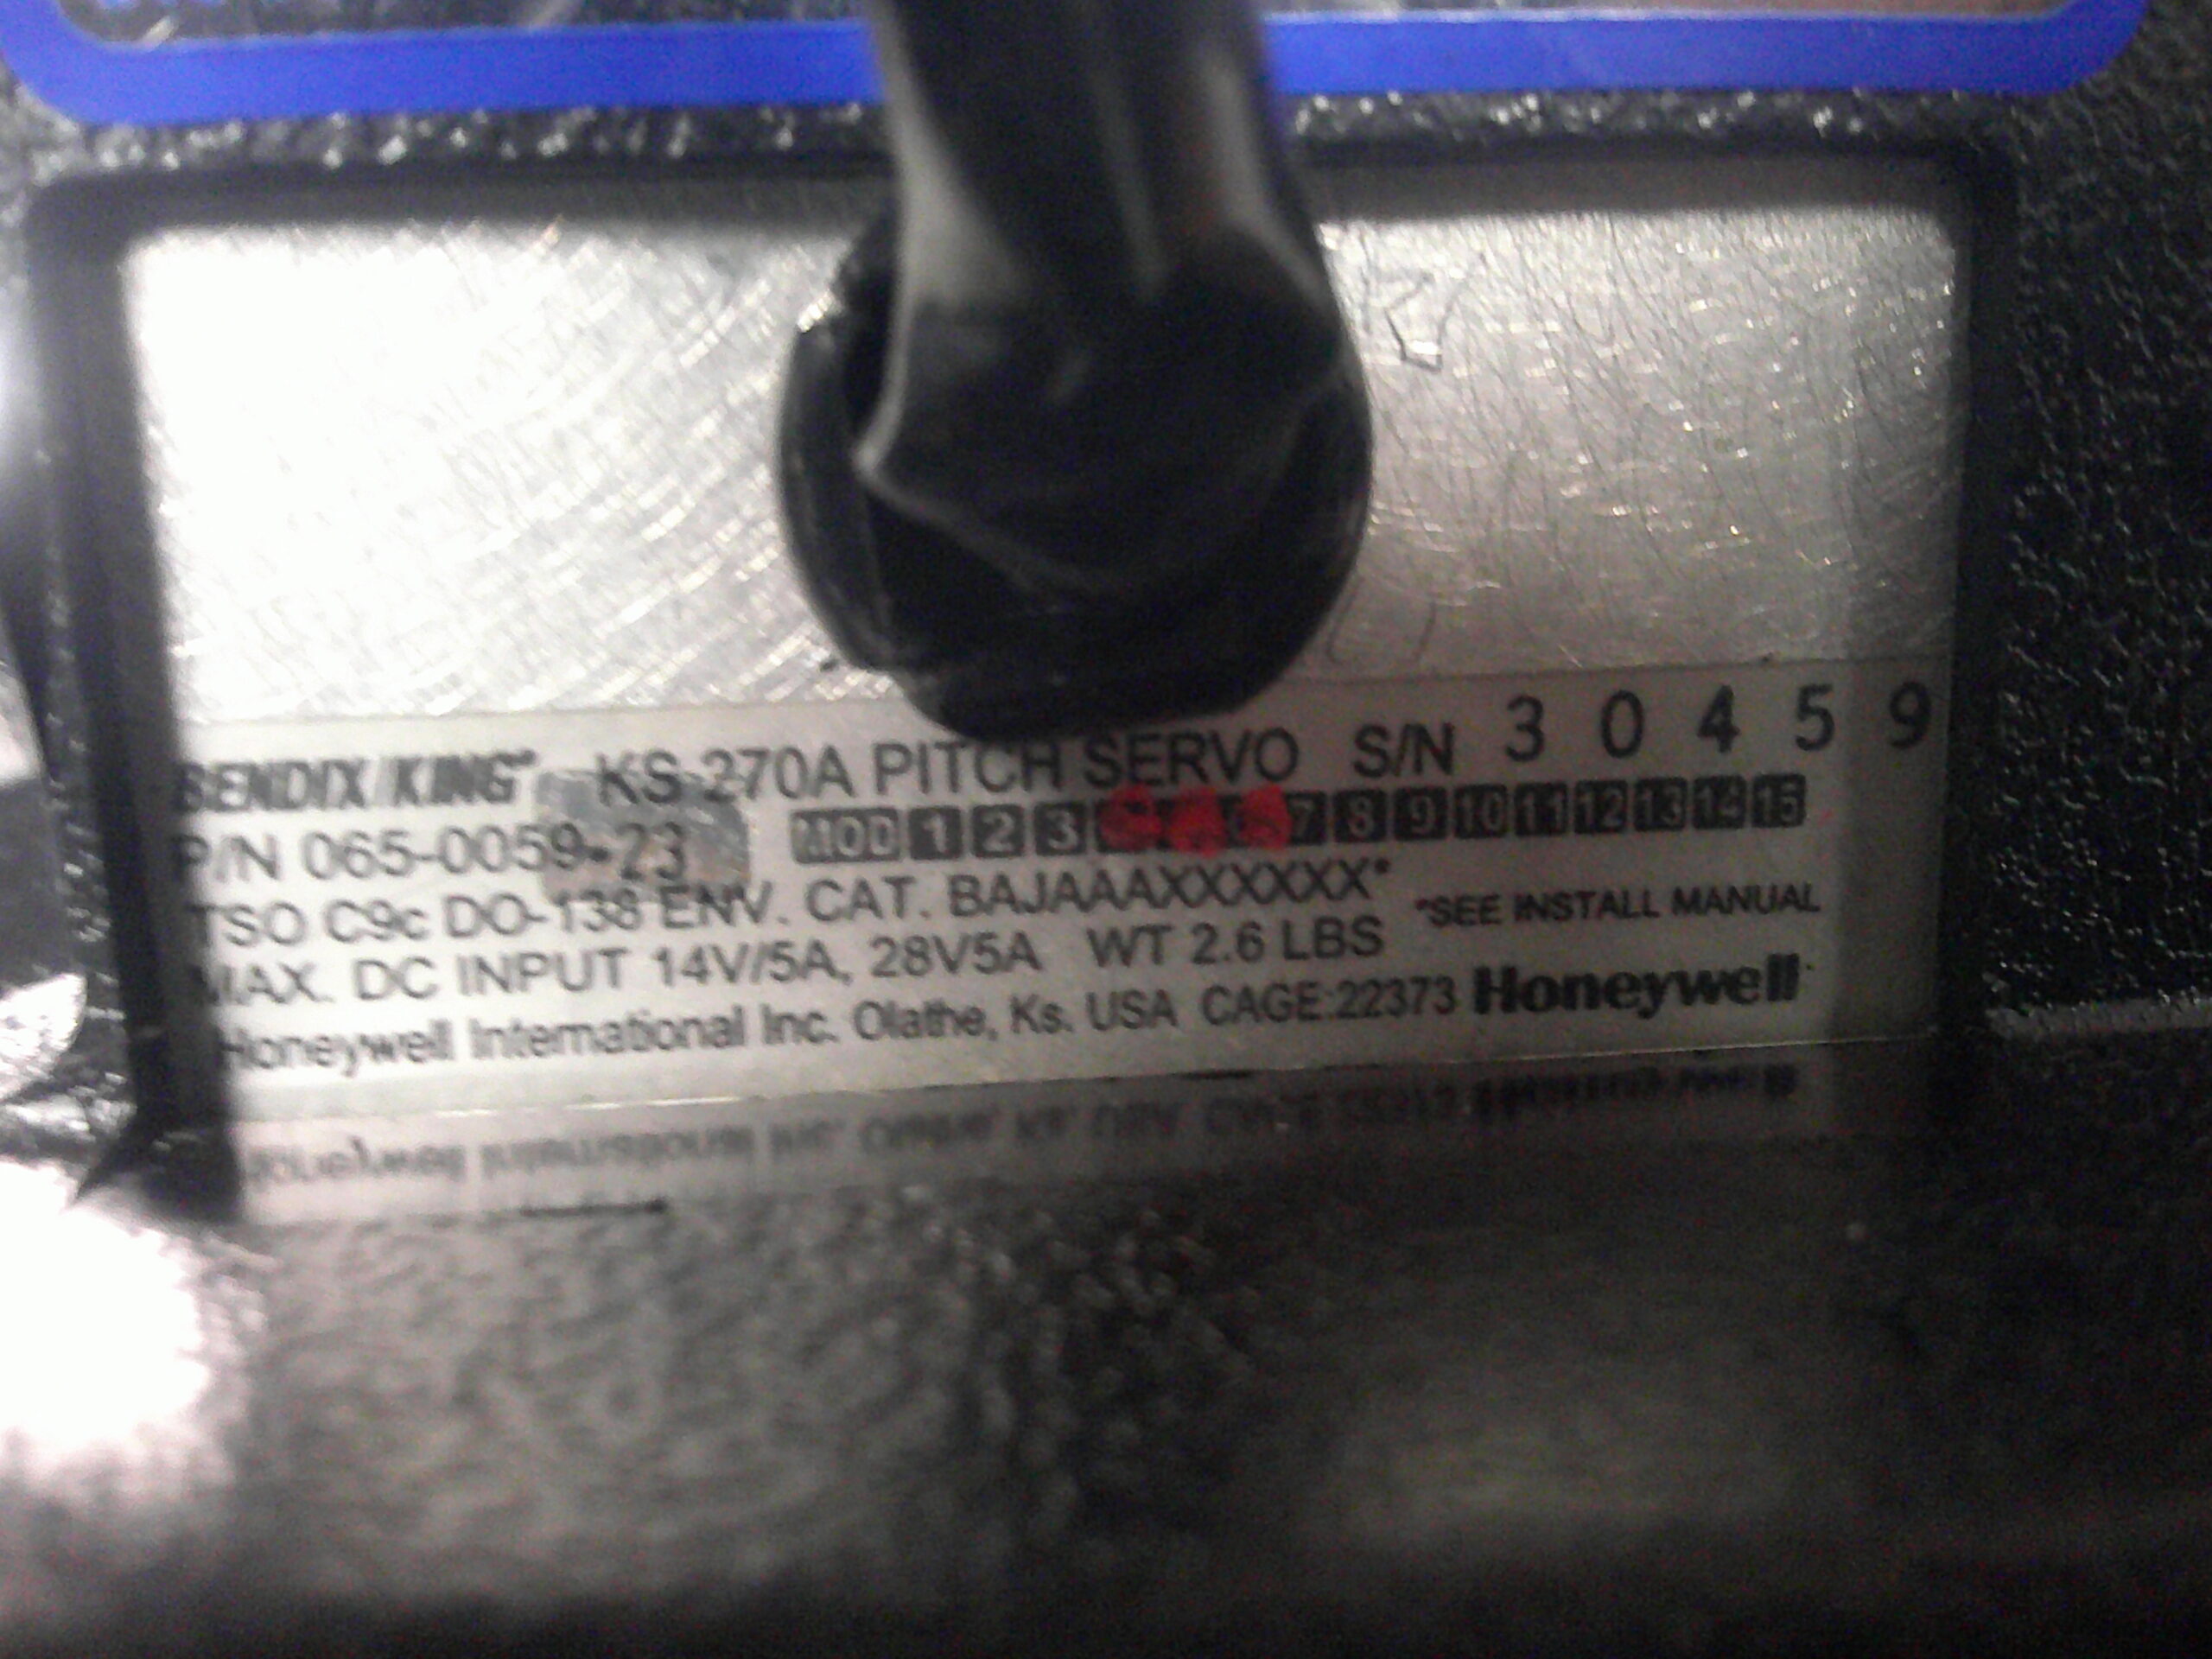 BENDIX/KING® KS 270A PITCH SERVO S/N 30459
P/N 065-0059-23 MOD 1 2 3 7 8 9 10 11 12 13 14 15
TSO C9c DO-138 ENV. CAT. BAJAAAXXXXXX* *SEE INSTALL MANUAL
MAX. DC INPUT 14V/5A, 28V5A WT 2.6 LBS
Honeywell International Inc. Olathe, Ks. USA CAGE:22373 Honeywell